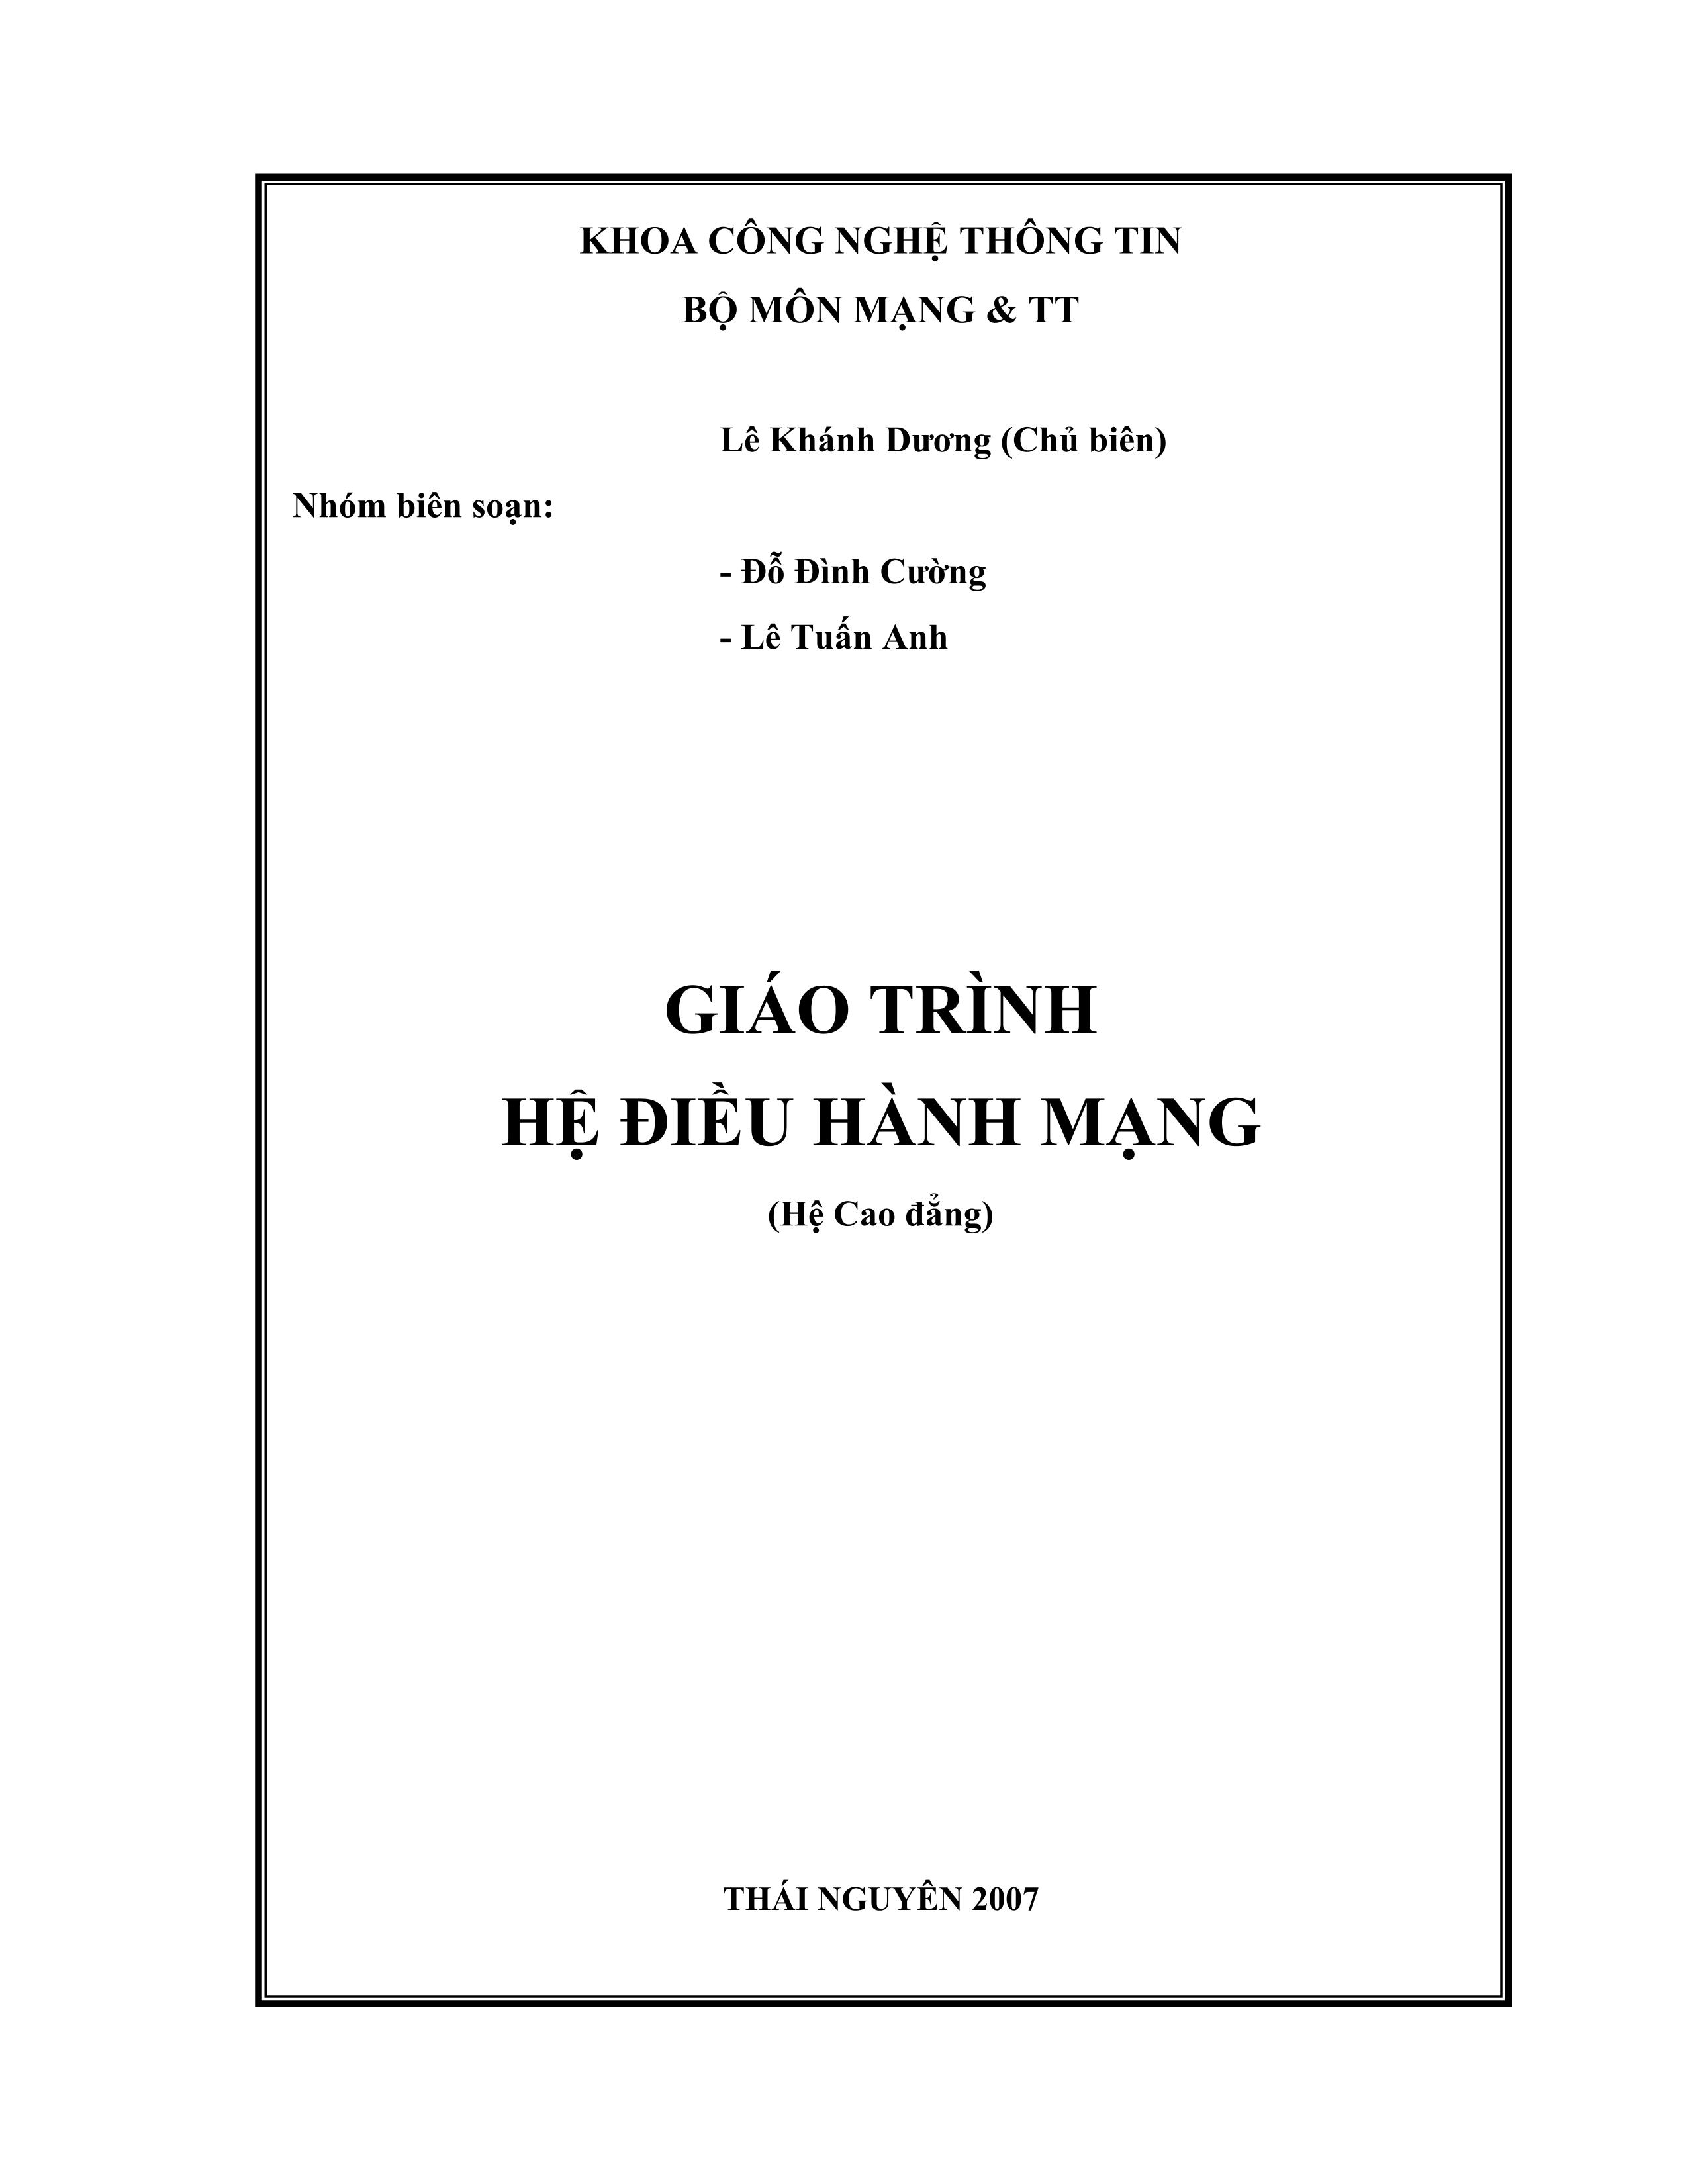 KHOA CÔNG NGHỆ THÔNG TIN
BỘ MÔN MẠNG & TT
Lê Khánh Dương (Chủ biên)
Nhóm biên soạn:
- Đỗ Đình Cường
- Lê Tuấn Anh
GIÁO TRÌNH
HỆ ĐIỀU HÀNH MẠNG
(Hệ Cao đẳng)
THÁI NGUYÊN 2007